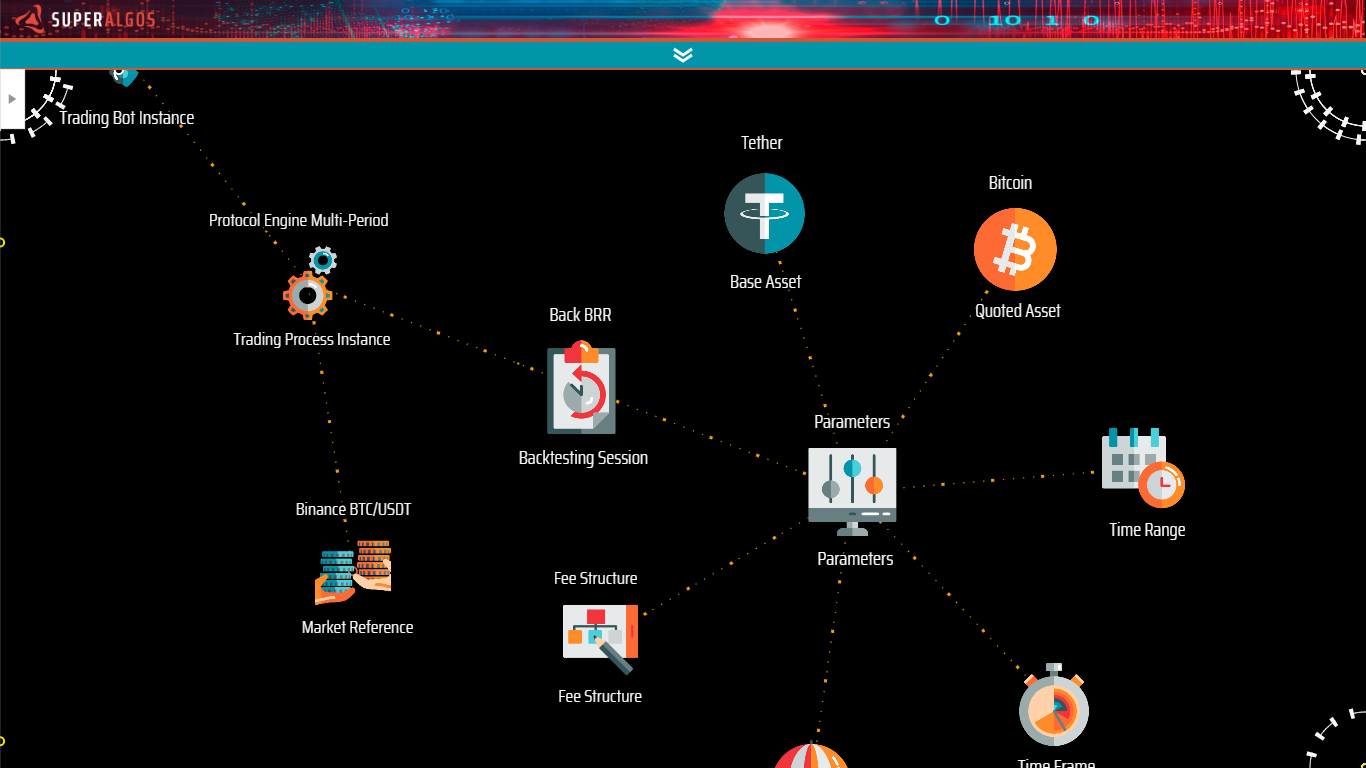 SUPERALGOS
0 10 1 0
Trading Bot Instance
Tether
Bitcoin
Protocol Engine Multi-Period
Base Asset
Quoted Asset
Back BRR
Trading Process Instance
Parameters
Backtesting Session
Binance BTC/USDT
Time Range
Parameters
Fee Structure
Market Reference
Fee Structure
Time Frame